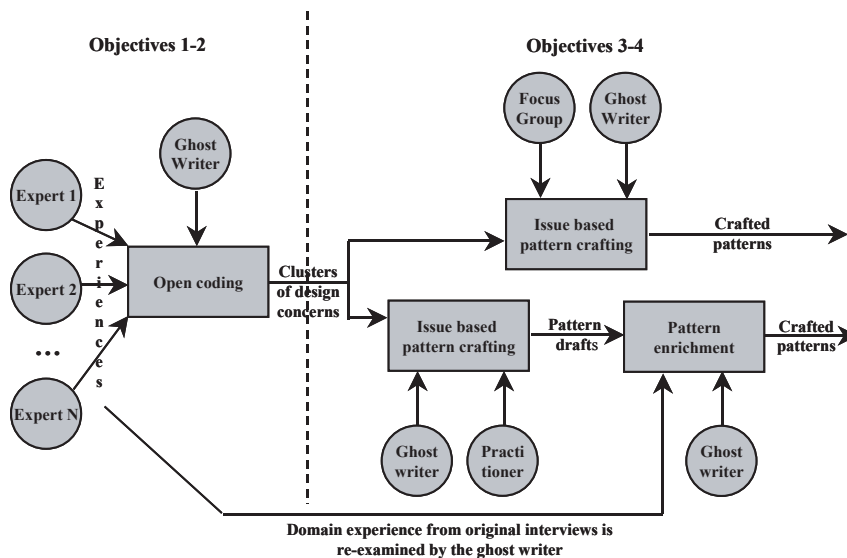 Objectives 1-2
Objectives 3-4
Focus
Group
Ghost
Writer
Ghost
Writer
Expert 1
Experiences
Expert 2
...
Expert N
Open coding
Clusters
of design
concerns
Issue based
pattern crafting
Crafted
patterns
Issue based
pattern crafting
Pattern
drafts
Pattern
enrichment
Crafted
patterns
Ghost
writer
Practi
tioner
Ghost
writer
Domain experience from original interviews is
re-examined by the ghost writer